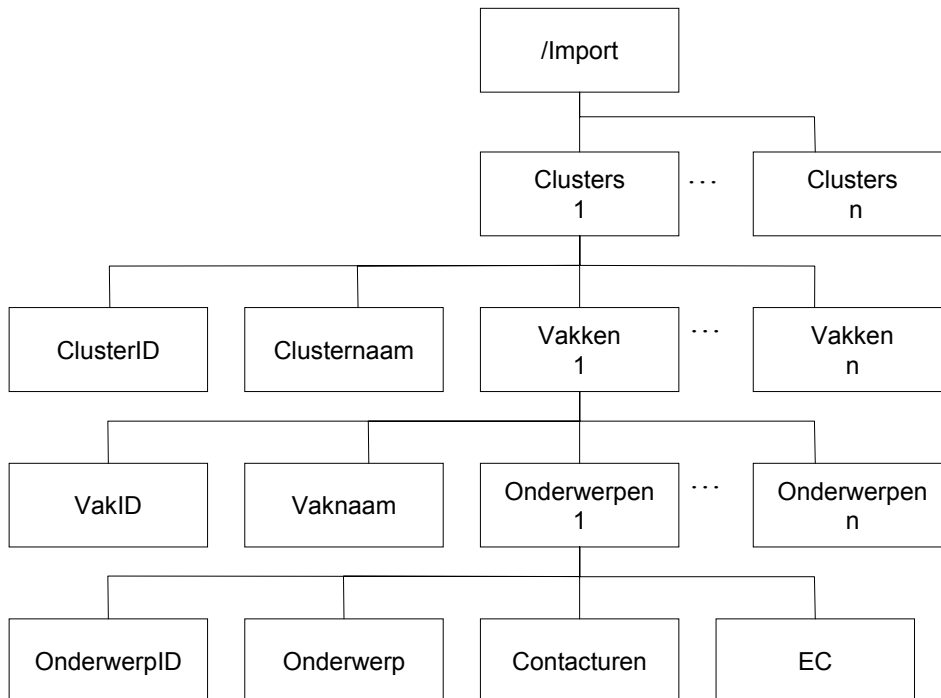 /Import
Clusters
1
...
Clusters
n
ClusterID
Clusternaam
Vakken
1
...
Vakken
n
VakID
Vaknaam
Onderwerpen
1
...
Onderwerpen
n
OnderwerpID
Onderwerp
Contacturen
EC